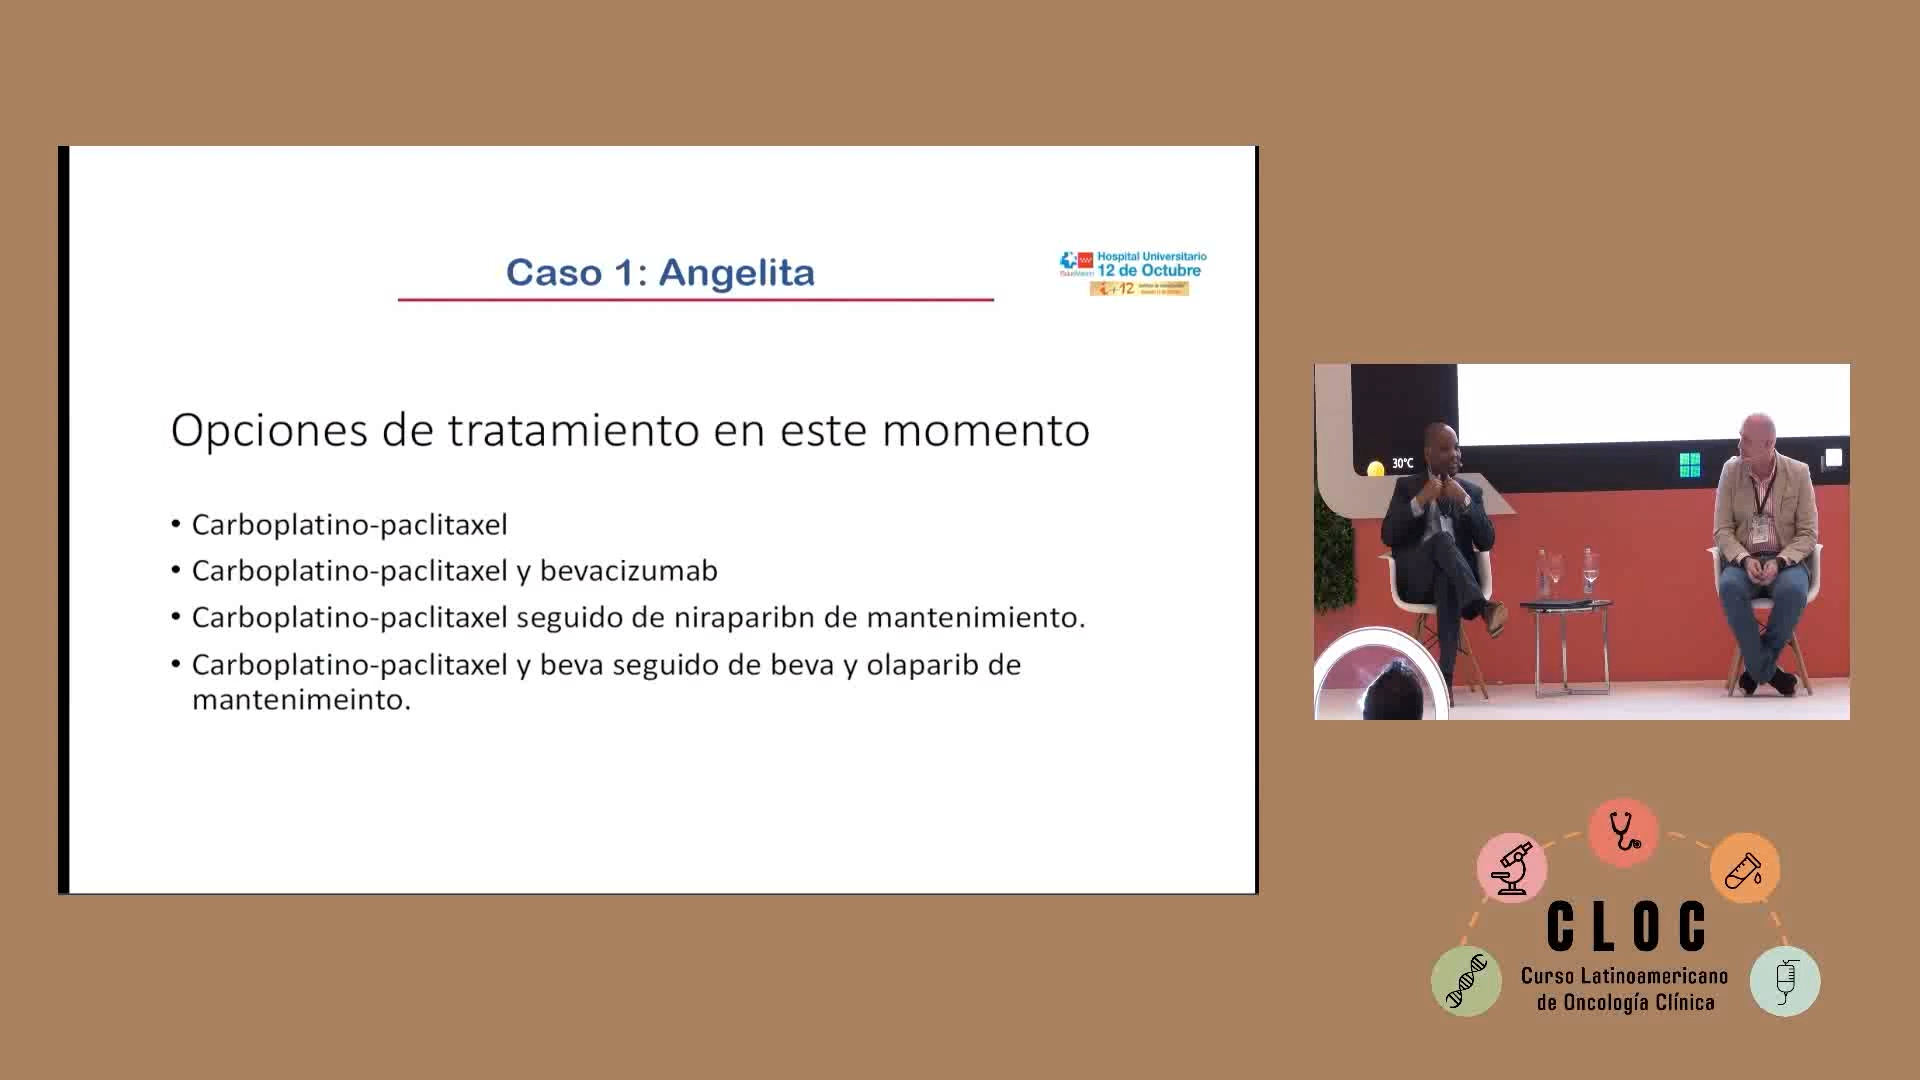 Caso 1: Angelita
Hospital Universitario
12 de Octubre
i+12
Opciones de tratamiento en este momento
• Carboplatino-paclitaxel
• Carboplatino-paclitaxel y bevacizumab
• Carboplatino-paclitaxel seguido de niraparibn de mantenimiento.
• Carboplatino-paclitaxel y beva seguido de beva y olaparib de
mantenimeinto.
30°C
CLOC
Curso Latinoamericano
de Oncología Clínica